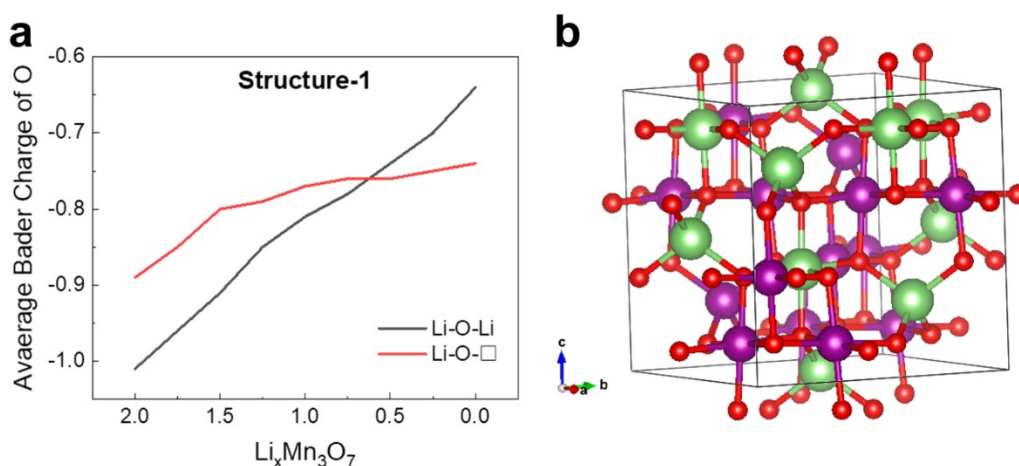 a
b
Avaerage Bader Charge of O
-0.6
-0.7
-0.8
-0.9
-1.0
Structure-1
Li-O-Li
Li-O-□
2.0 1.5 1.0 0.5 0.0
LiₓMn₃O₇
c
a
b